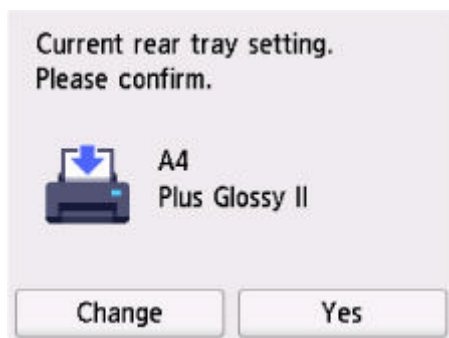 Current rear tray setting.
Please confirm.
A4
Plus Glossy II
Change
Yes